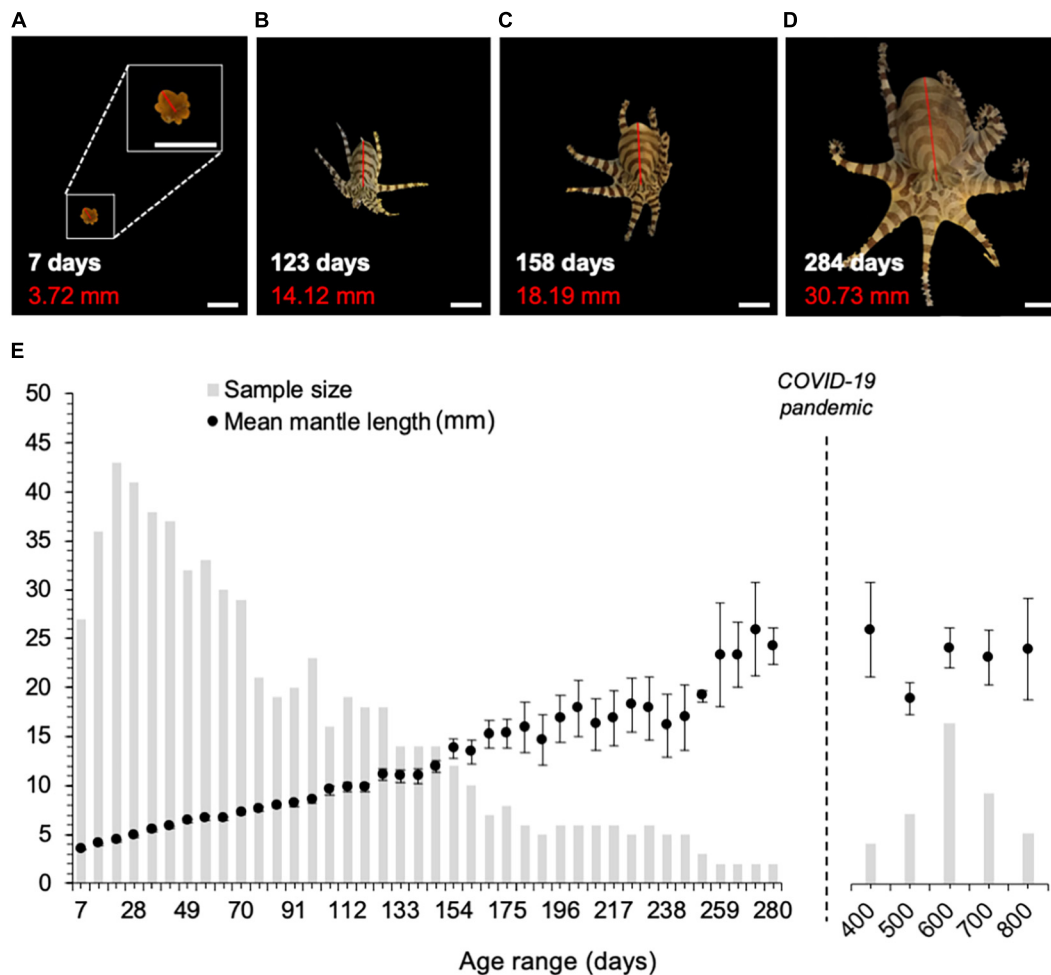 A
B
C
D
7 days
3.72 mm
123 days
14.12 mm
158 days
18.19 mm
284 days
30.73 mm
E
Sample size
Mean mantle length (mm)
COVID-19
pandemic
50
45
40
35
30
25
20
15
10
5
0
7 28 49 70 91 112 133 154 175 196 217 238 259 280
400 500 600 700 800
Age range (days)